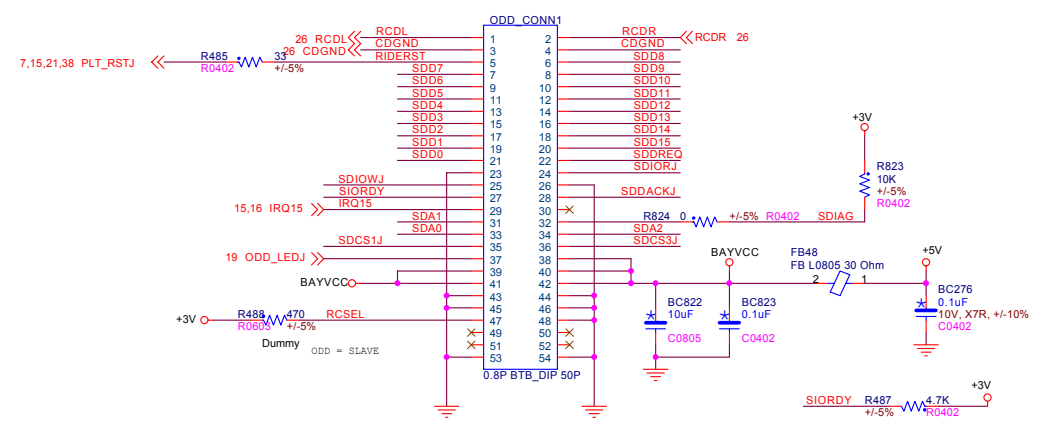 ODD_CONN1
26 RCDL RCDL 1 2 RCDR RCDR 26
26 CDGND CDGND 3 4 CDGND
7,15,21,38 PLT_RSTJ R485 33 RIDERST 5 6 SDD8
R0402 +/-5%
SDD7 7 8 SDD9
SDD6 9 10 SDD10
SDD5 11 12 SDD11
SDD4 13 14 SDD12
SDD3 15 16 SDD13
SDD2 17 18 SDD14
SDD1 19 20 SDD15
SDD0 21 22 SDDREQ
23 24 SDIORJ
SDIOWJ 25 26
SIORDY 27 28 SDDACKJ
15,16 IRQ15 IRQ15 29 30
SDA1 31 32 R824 0 +/-5% R0402 SDIAG
SDA0 33 34 SDA2
SDCS1J 35 36 SDCS3J
19 ODD_LEDJ 37 38
39 40
BAYVCC 41 42
43 44
45 46
+3V R488 470 RCSEL 47 48
R0603 +/-5%
Dummy
49 50
51 52
ODD = SLAVE
53 54
0.8P BTB_DIP 50P
+3V
R823
10K
+/-5%
R0402
BAYVCC
FB48
FB L0805 30 Ohm
2 1
+5V
BC822
10uF
C0805
BC823
0.1uF
C0402
BC276
0.1uF
10V, X7R, +/-10%
C0402
+3V
SIORDY R487 4.7K
+/-5% R0402